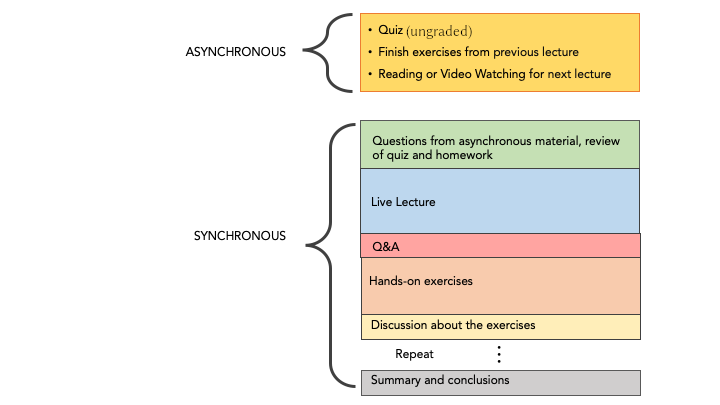 ASYNCHRONOUS
• Quiz (ungraded)
• Finish exercises from previous lecture
• Reading or Video Watching for next lecture
SYNCHRONOUS
Questions from asynchronous material, review
of quiz and homework
Live Lecture
Q&A
Hands-on exercises
Discussion about the exercises
Repeat
Summary and conclusions